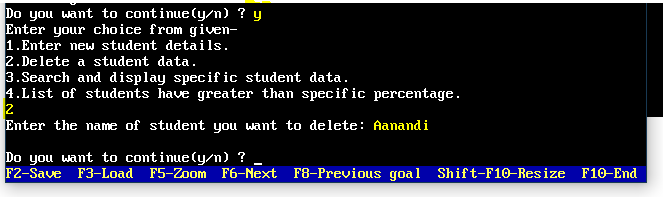 Do you want to continue(y/n) ? y
Enter your choice from given-
1.Enter new student details.
2.Delete a student data.
3.Search and display specific student data.
4.List of students have greater than specific percentage.
2
Enter the name of student you want to delete: Aanandi
Do you want to continue(y/n) ? _
F2-Save F3-Load F5-Zoom F6-Next F8-Previous goal Shift-F10-Resize F10-End